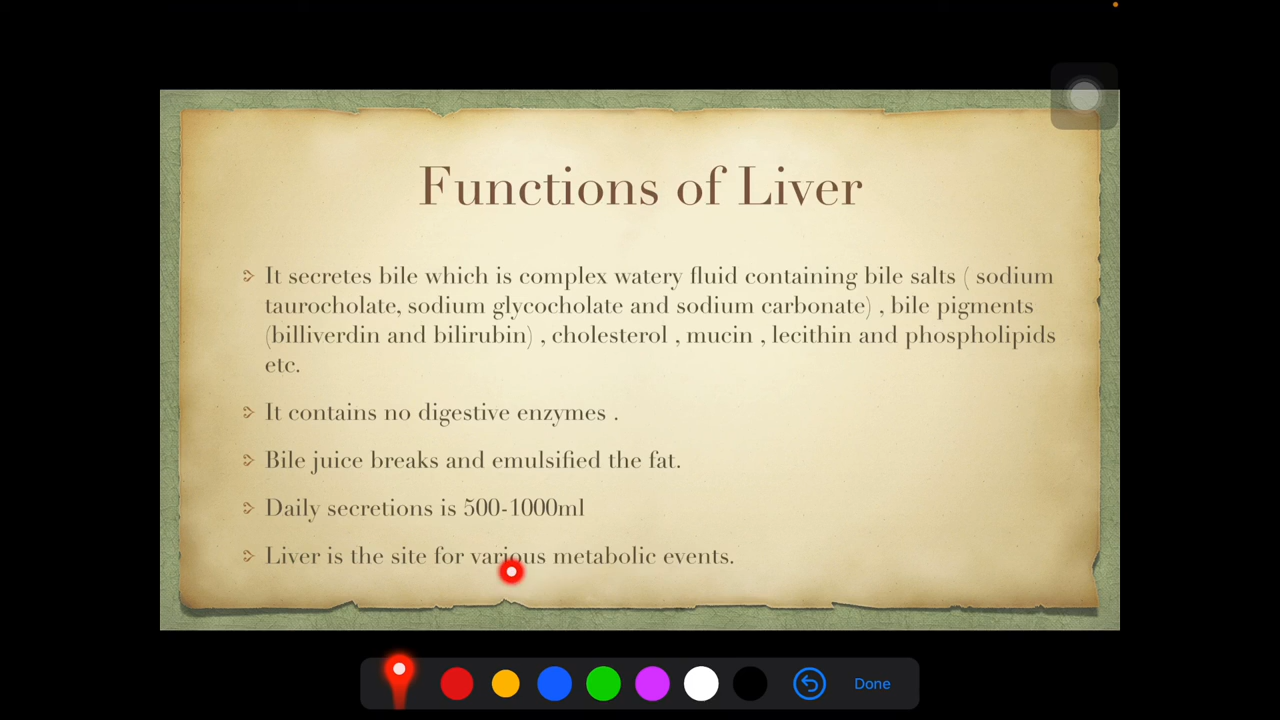 Functions of Liver
It secretes bile which is complex watery fluid containing bile salts ( sodium
taurocholate, sodium glycocholate and sodium carbonate) , bile pigments
(billiverdin and bilirubin) , cholesterol , mucin , lecithin and phospholipids
etc.
It contains no digestive enzymes .
Bile juice breaks and emulsified the fat.
Daily secretions is 500-1000ml
Liver is the site for various metabolic events.
Done